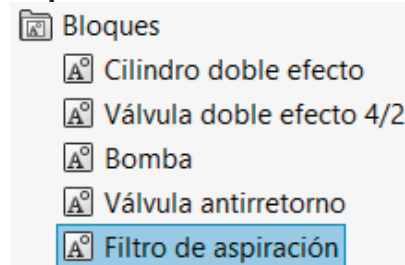 Bloques
Cilindro doble efecto
Válvula doble efecto 4/2
Bomba
Válvula antirretorno
Filtro de aspiración